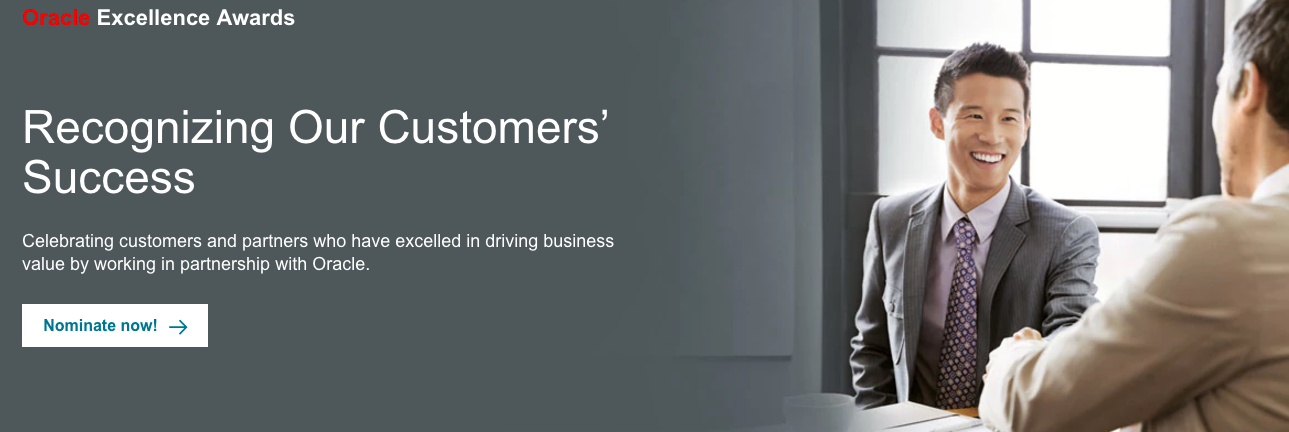 Oracle Excellence Awards
Recognizing Our Customers’
Success
Celebrating customers and partners who have excelled in driving business
value by working in partnership with Oracle.
Nominate now!